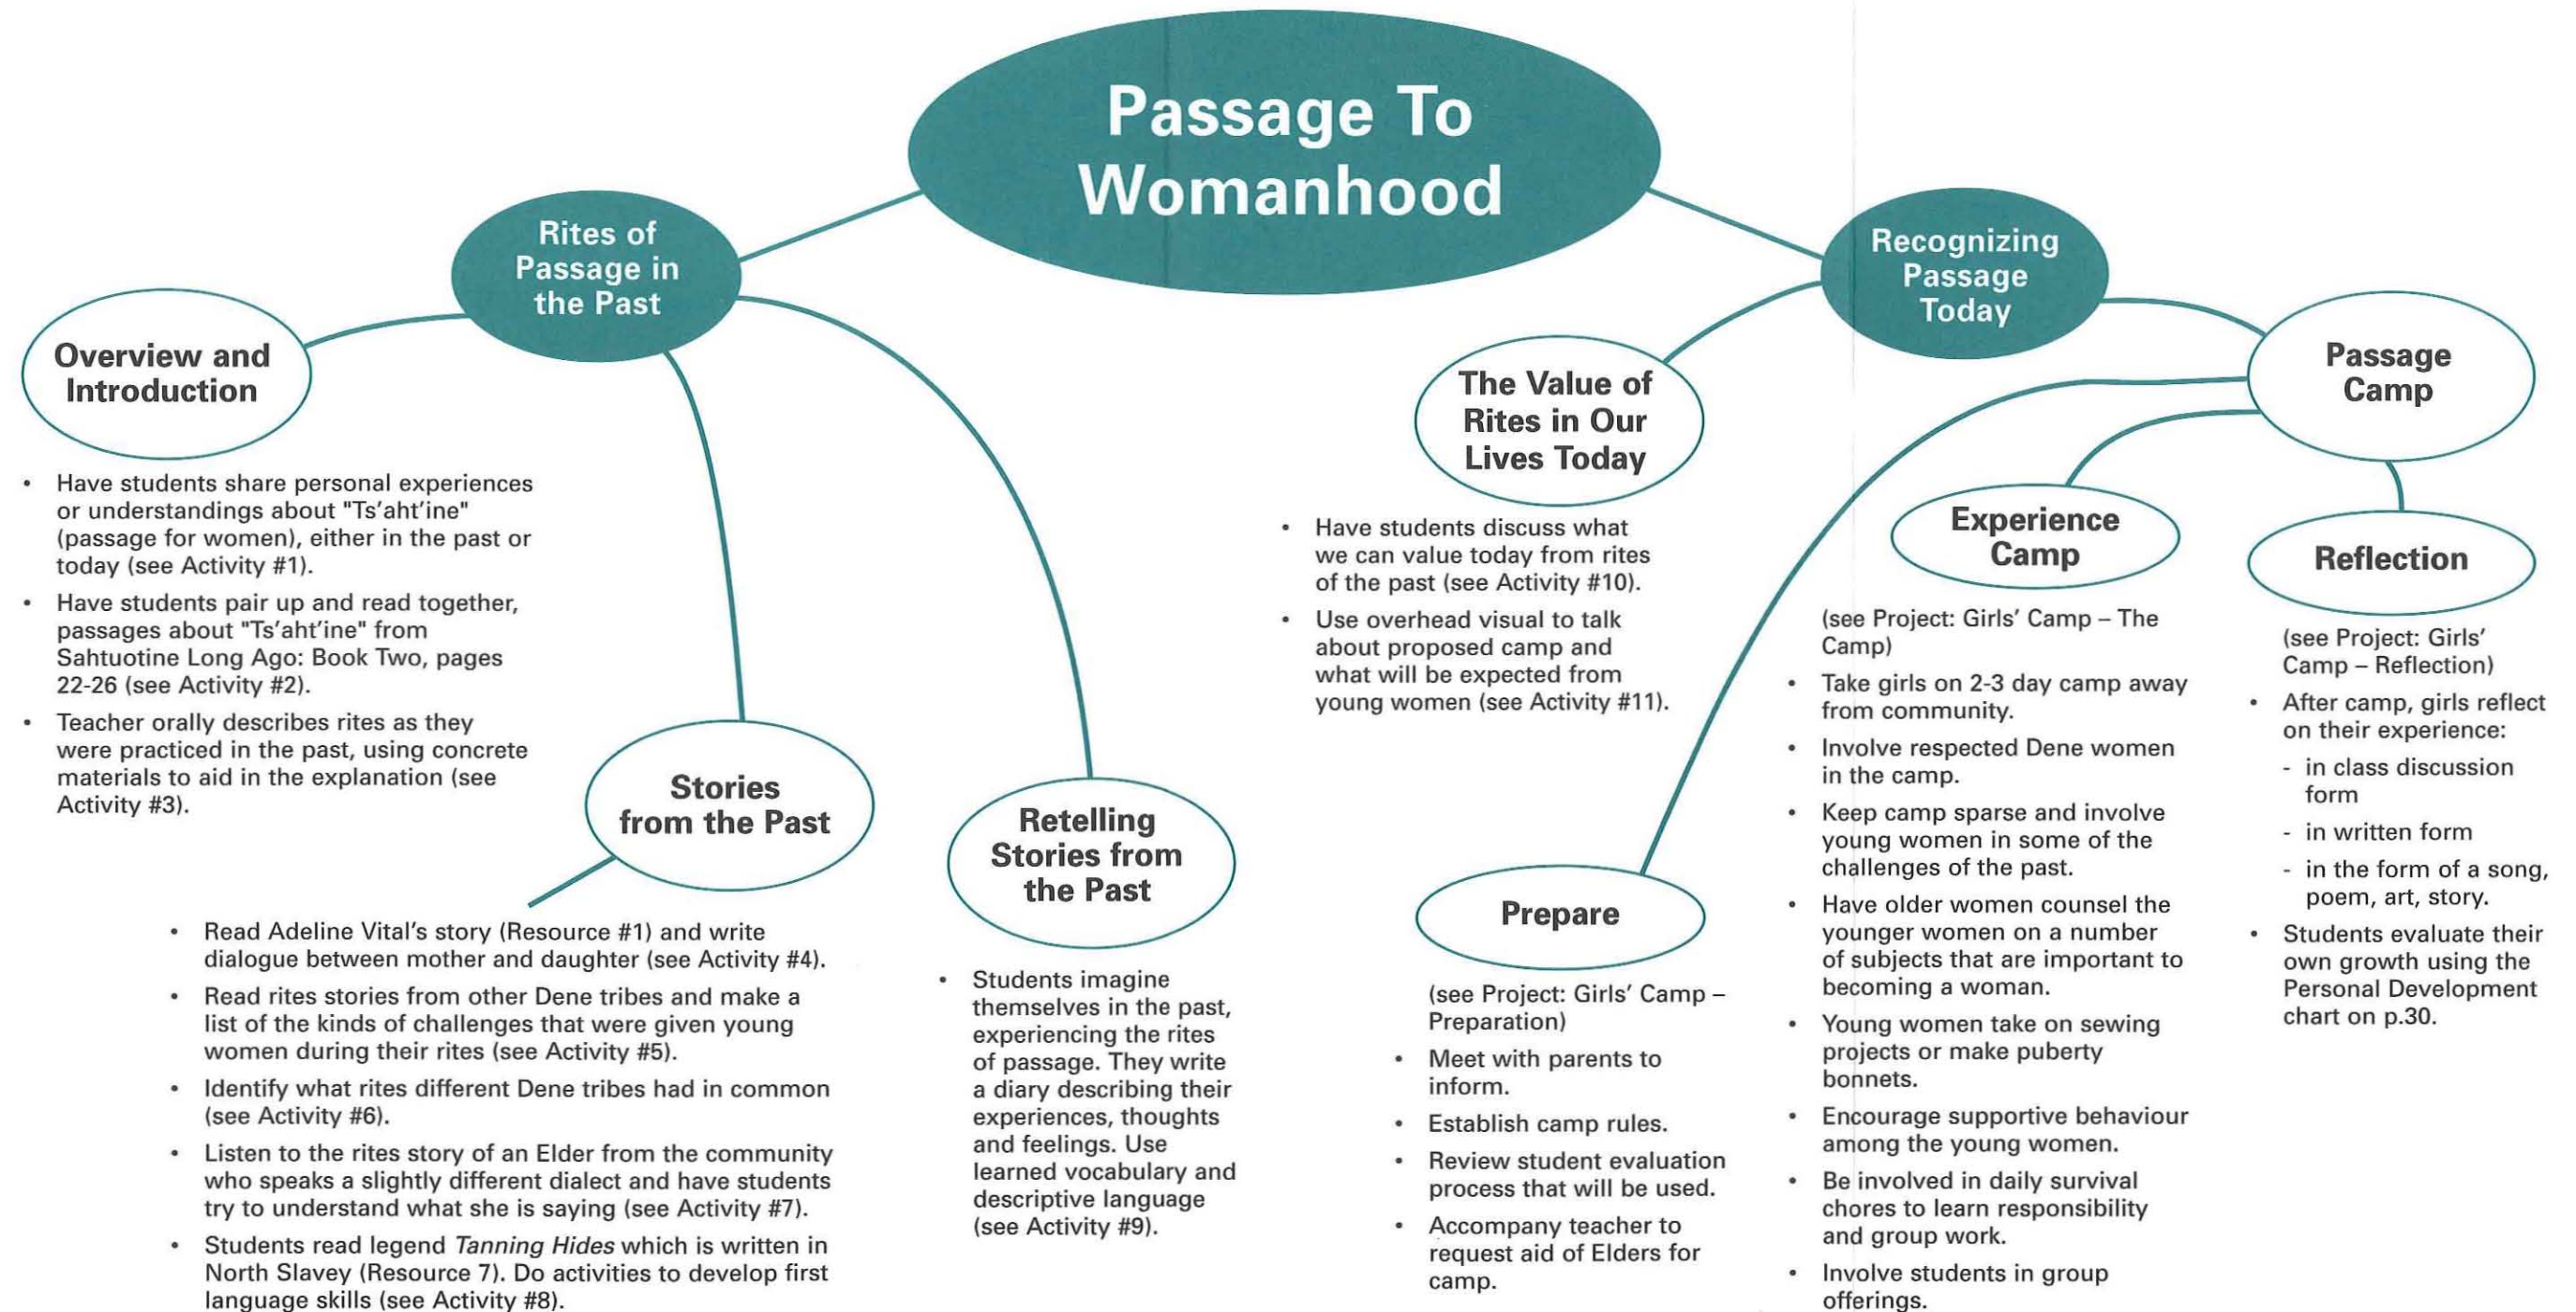 Passage To
Womanhood
Rites of
Passage in
the Past
Overview and
Introduction
• Have students share personal experiences
or understandings about "Ts'aht'ine"
(passage for women), either in the past or
today (see Activity #1).
• Have students pair up and read together,
passages about "Ts'aht'ine" from
Sahtuotine Long Ago: Book Two, pages
22-26 (see Activity #2).
• Teacher orally describes rites as they
were practiced in the past, using concrete
materials to aid in the explanation (see
Activity #3).
Stories
from the Past
• Read Adeline Vital's story (Resource #1) and write
dialogue between mother and daughter (see Activity #4).
• Read rites stories from other Dene tribes and make a
list of the kinds of challenges that were given young
women during their rites (see Activity #5).
• Identify what rites different Dene tribes had in common
(see Activity #6).
• Listen to the rites story of an Elder from the community
who speaks a slightly different dialect and have students
try to understand what she is saying (see Activity #7).
• Students read legend Tanning Hides which is written in
North Slavey (Resource 7). Do activities to develop first
language skills (see Activity #8).
Retelling
Stories from
the Past
• Students imagine
themselves in the past,
experiencing the rites
of passage. They write
a diary describing their
experiences, thoughts
and feelings. Use
learned vocabulary and
descriptive language
(see Activity #9).
Recognizing
Passage
Today
The Value of
Rites in Our
Lives Today
• Have students discuss what
we can value today from rites
of the past (see Activity #10).
• Use overhead visual to talk
about proposed camp and
what will be expected from
young women (see Activity #11).
Passage
Camp
Prepare
(see Project: Girls' Camp –
Preparation)
• Meet with parents to
inform.
• Establish camp rules.
• Review student evaluation
process that will be used.
• Accompany teacher to
request aid of Elders for
camp.
Experience
Camp
(see Project: Girls' Camp – The
Camp)
• Take girls on 2-3 day camp away
from community.
• Involve respected Dene women
in the camp.
• Keep camp sparse and involve
young women in some of the
challenges of the past.
• Have older women counsel the
younger women on a number
of subjects that are important to
becoming a woman.
• Young women take on sewing
projects or make puberty
bonnets.
• Encourage supportive behaviour
among the young women.
• Be involved in daily survival
chores to learn responsibility
and group work.
• Involve students in group
offerings.
Reflection
(see Project: Girls'
Camp – Reflection)
• After camp, girls reflect
on their experience:
- in class discussion
form
- in written form
- in the form of a song,
poem, art, story.
• Students evaluate their
own growth using the
Personal Development
chart on p.30.